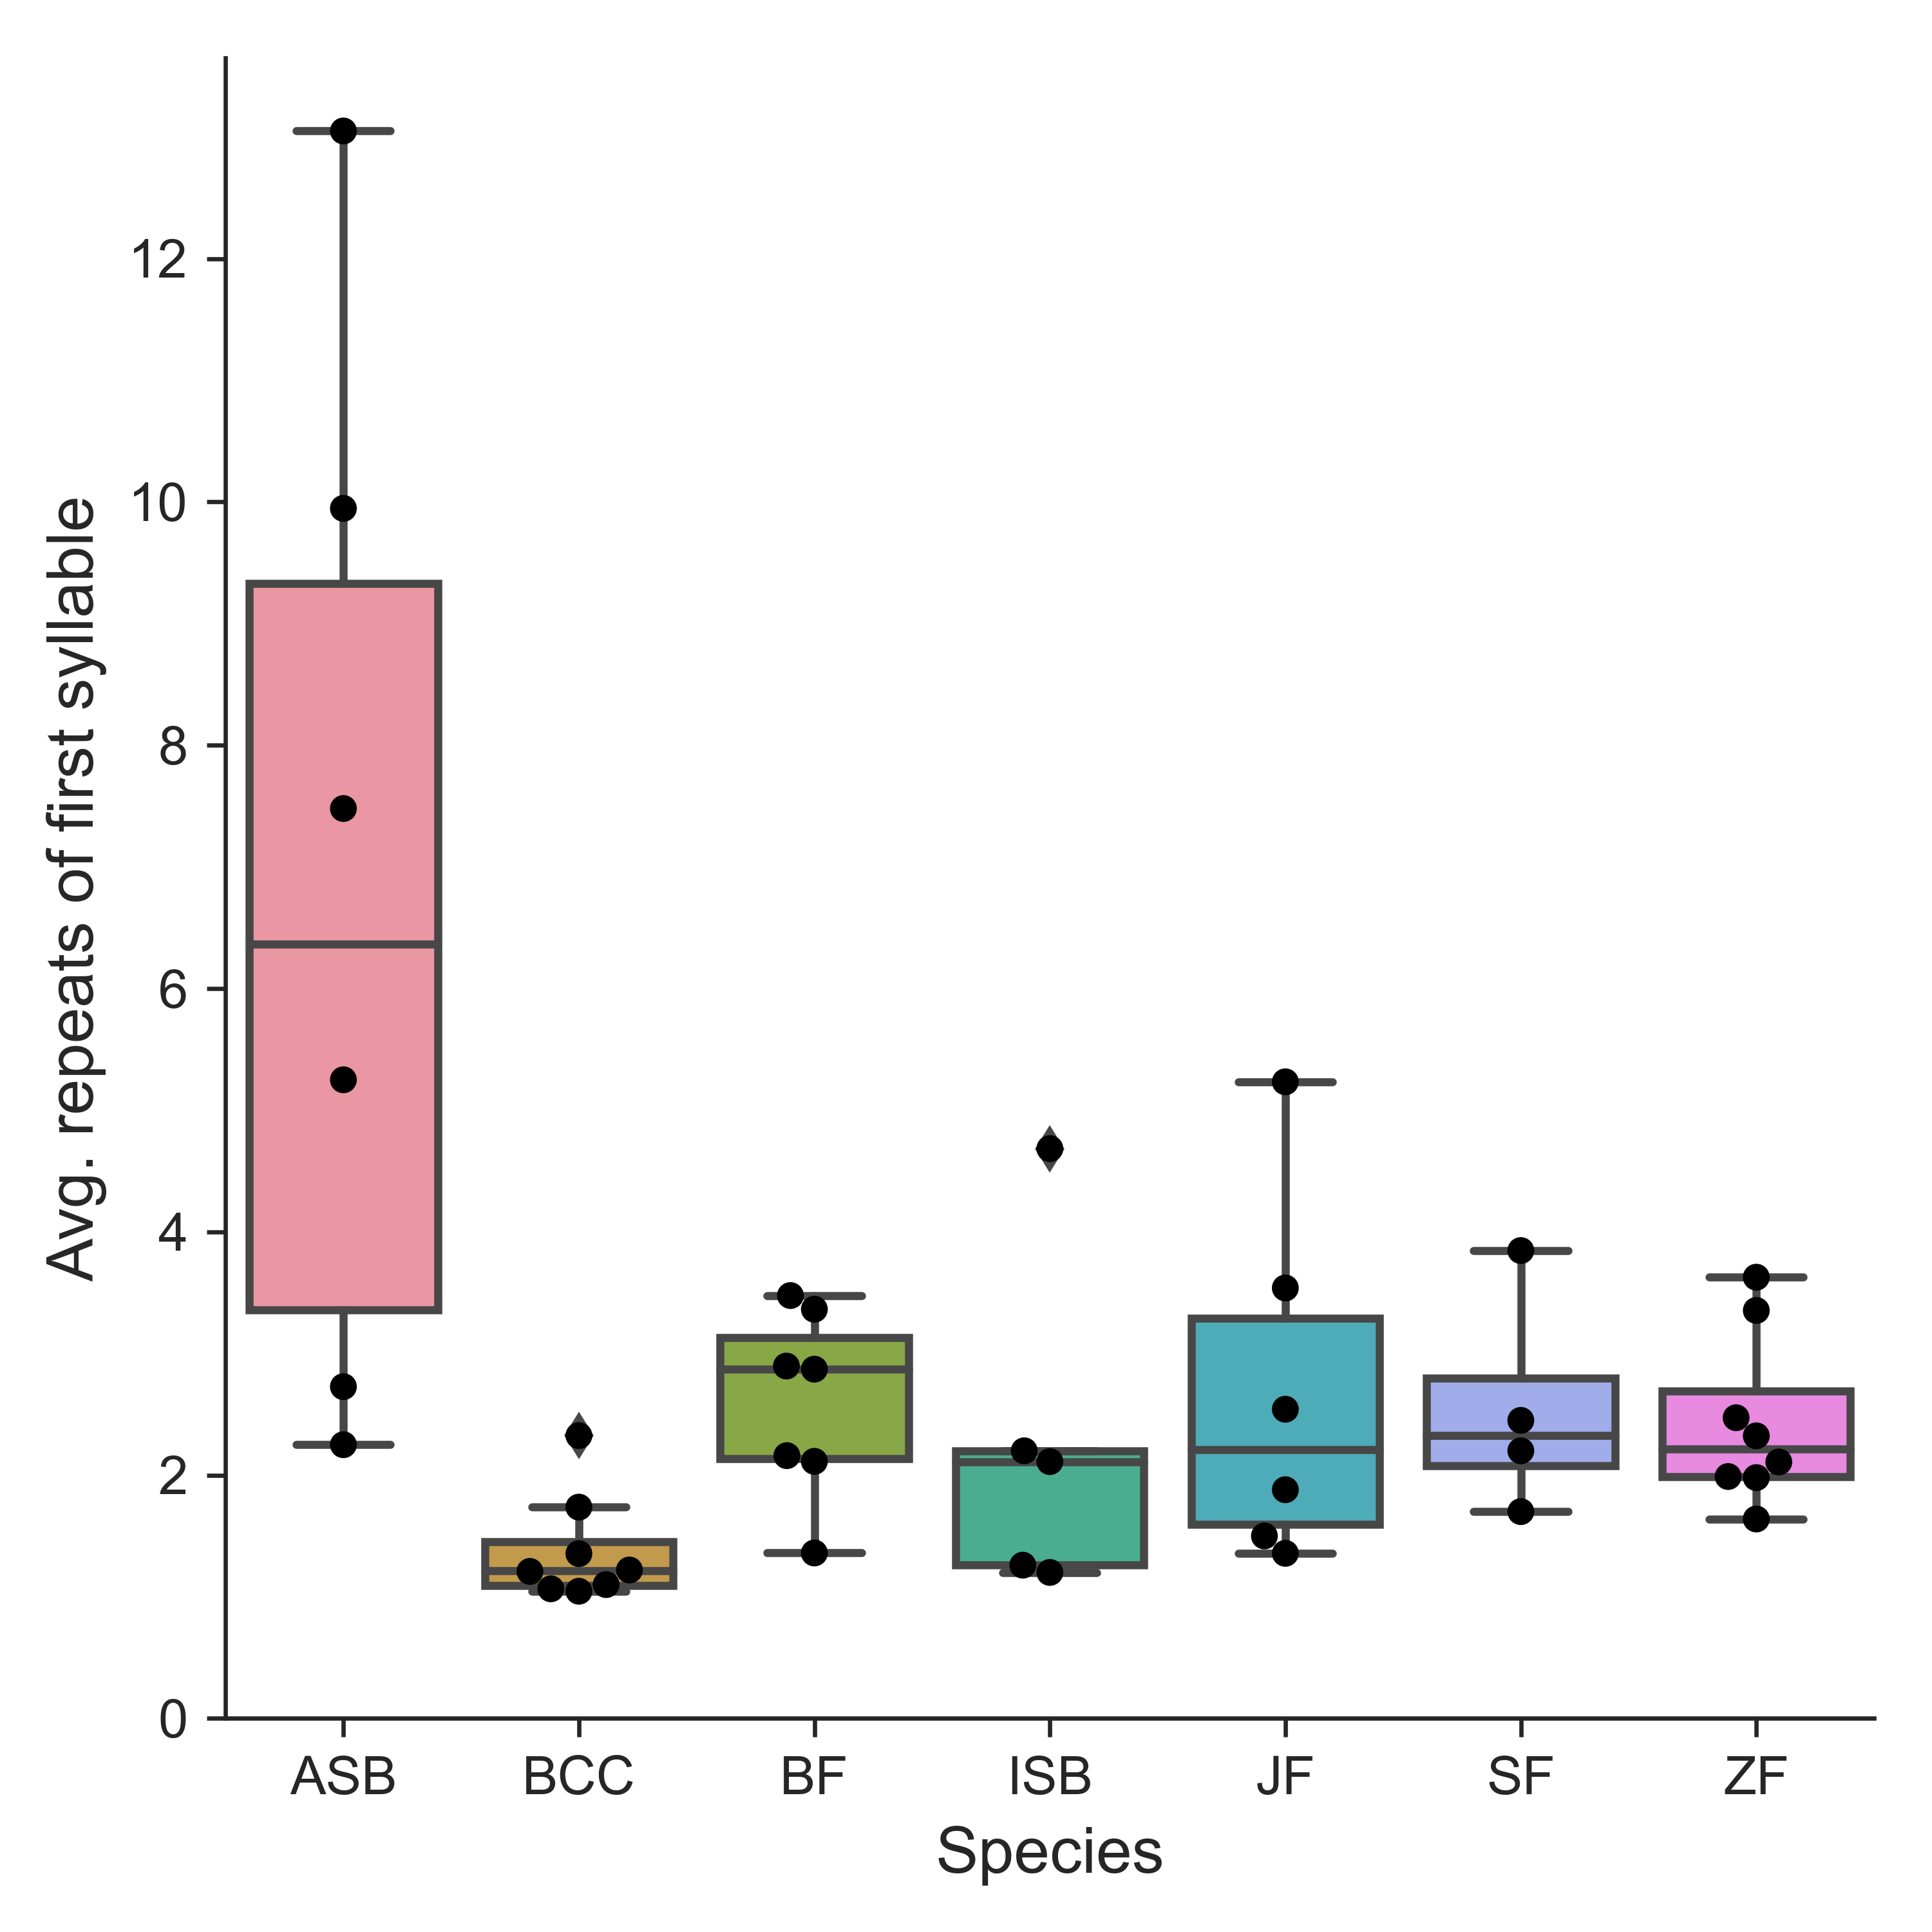 Avg. repeats of first syllable
12
10
8
6
4
2
0
ASB BCC BF ISB JF SF ZF
Species